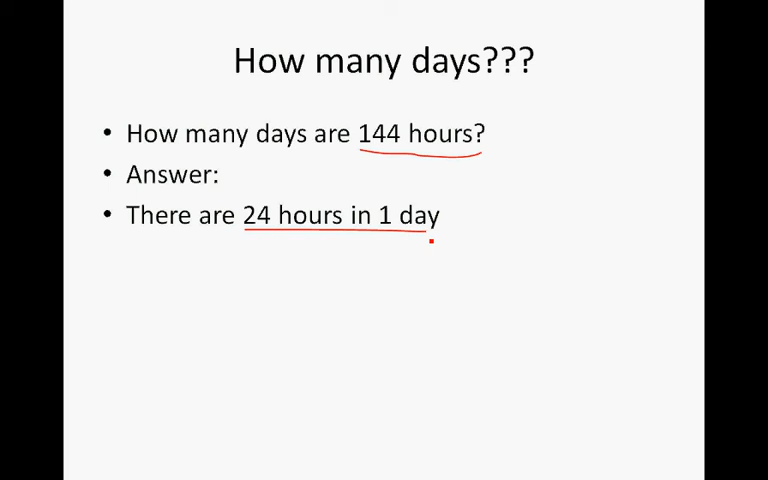 How many days???
• How many days are 144 hours?
• Answer:
• There are 24 hours in 1 day